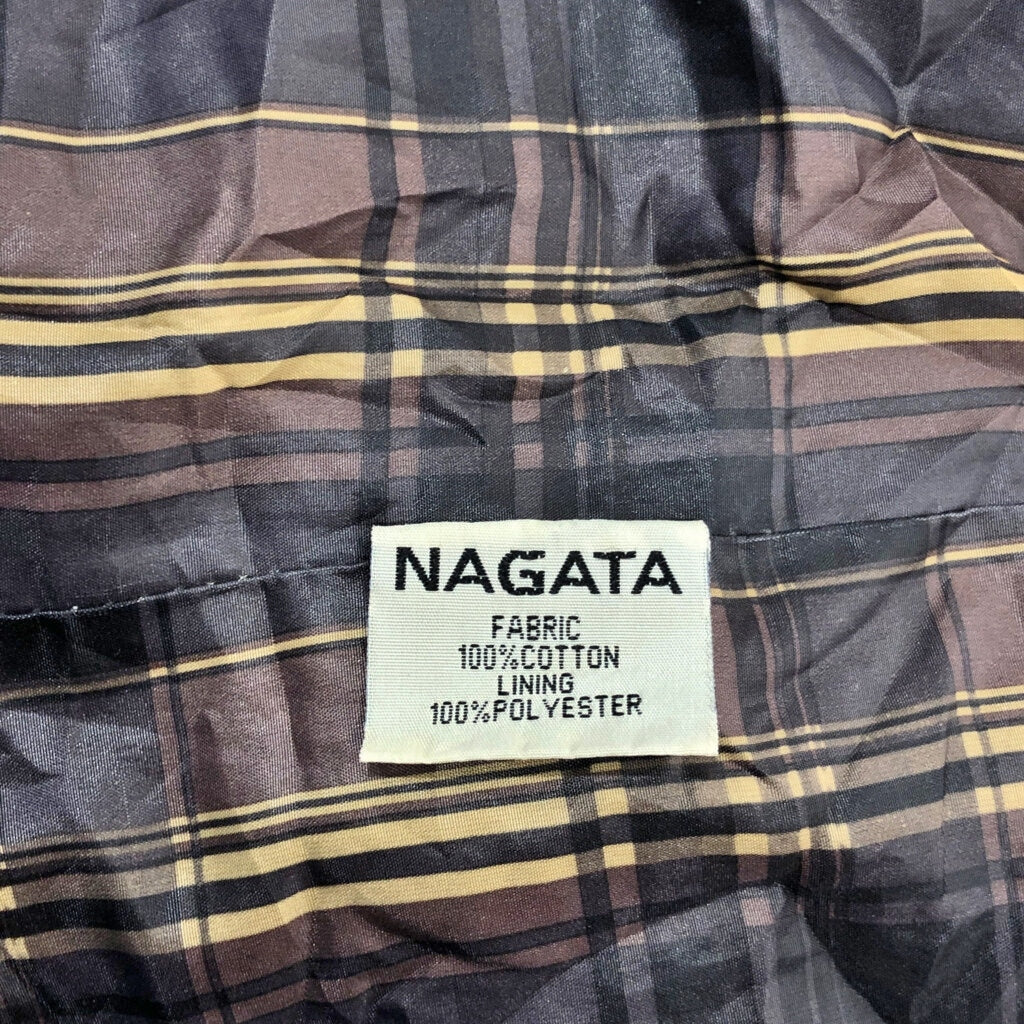 NAGATA
FABRIC
100%COTTON
LINING
100%POLYESTER